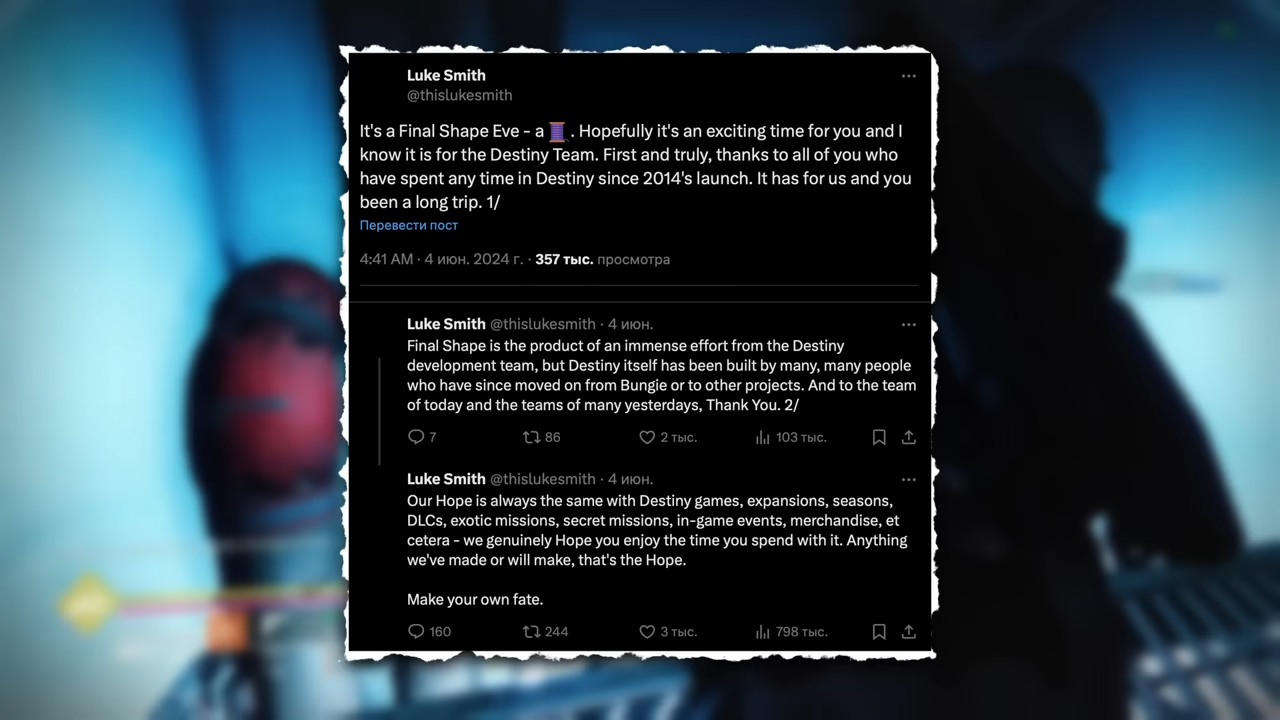 Luke Smith
@thislukesmith
It's a Final Shape Eve - a 🧵 . Hopefully it's an exciting time for you and I
know it is for the Destiny Team. First and truly, thanks to all of you who
have spent any time in Destiny since 2014's launch. It has for us and you
been a long trip. 1/
Перевести пост
4:41 AM · 4 июн. 2024 г. · 357 тыс. просмотра
Luke Smith @thislukesmith · 4 июн.
Final Shape is the product of an immense effort from the Destiny
development team, but Destiny itself has been built by many, many people
who have since moved on from Bungie or to other projects. And to the team
of today and the teams of many yesterdays, Thank You. 2/
7 86 2 тыс. 103 тыс.
Luke Smith @thislukesmith · 4 июн.
Our Hope is always the same with Destiny games, expansions, seasons,
DLCs, exotic missions, secret missions, in-game events, merchandise, et
cetera - we genuinely Hope you enjoy the time you spend with it. Anything
we've made or will make, that's the Hope.
Make your own fate.
160 244 3 тыс. 798 тыс.